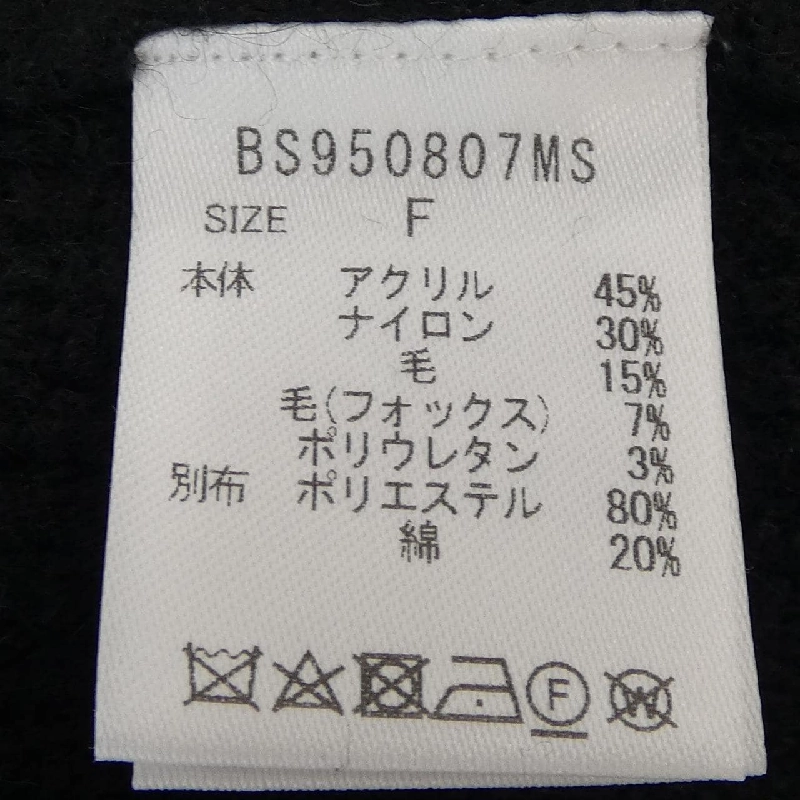 BS950807MS
SIZE F
本体 アクリル 45%
ナイロン 30%
毛 15%
毛(フォックス) 7%
ポリウレタン 3%
別布 ポリエステル 80%
綿 20%
F W